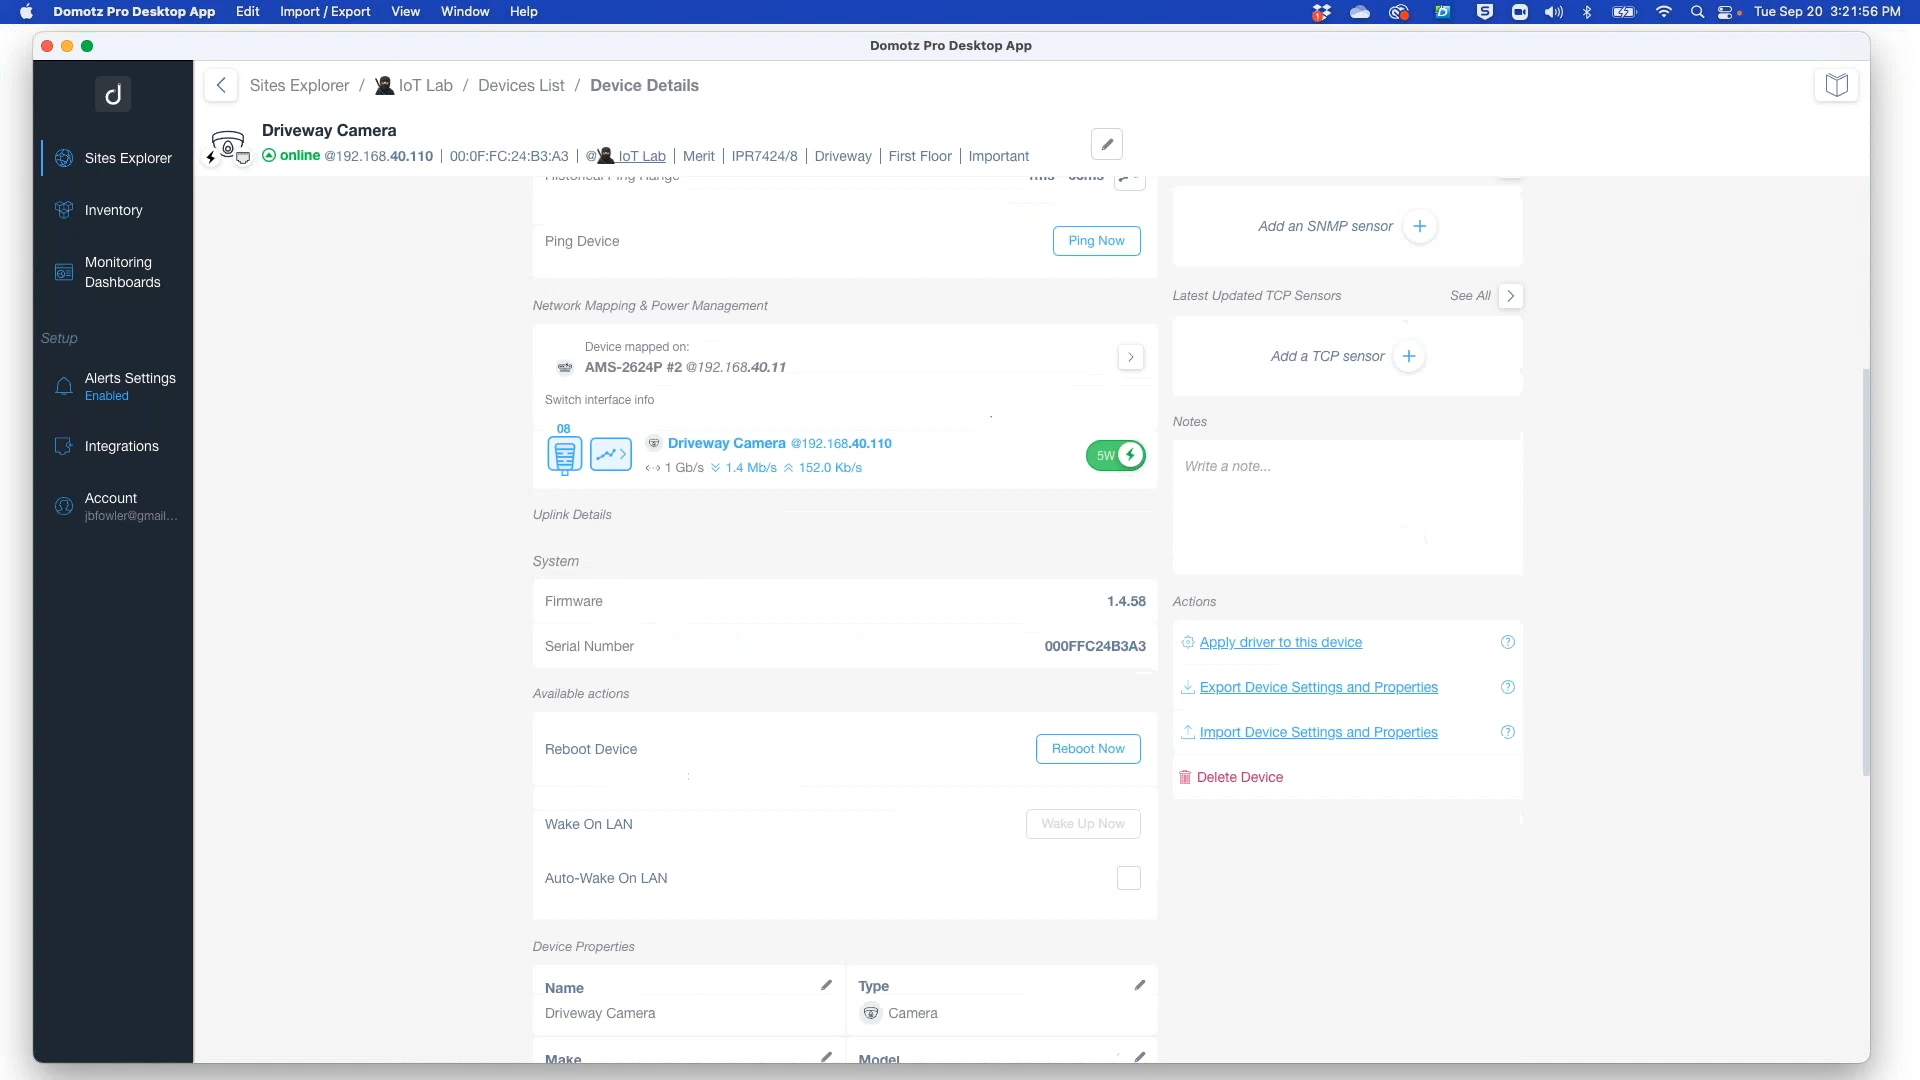 Domotz Pro Desktop App Edit Import / Export View Window Help
1
Tue Sep 20 3:21:56 PM
Domotz Pro Desktop App
Sites Explorer / IoT Lab / Devices List / Device Details
Driveway Camera
online @192.168.40.110 | 00:0F:FC:24:B3:A3 | @ IoT Lab | Merit | IPR7424/8 | Driveway | First Floor | Important
Sites Explorer
Inventory
Monitoring
Dashboards
Setup
Alerts Settings
Enabled
Integrations
Account
jbfowler@gmail...
Historical Ping Range
Ping Device
Ping Now
Network Mapping & Power Management
Device mapped on:
AMS-2624P #2 @192.168.40.11
Switch interface info
08
Driveway Camera @192.168.40.110
1 Gb/s 1.4 Mb/s 152.0 Kb/s
5W
Uplink Details
System
Firmware 1.4.58
Serial Number 000FFC24B3A3
Available actions
Reboot Device Reboot Now
Wake On LAN Wake Up Now
Auto-Wake On LAN
Device Properties
Name
Driveway Camera
Type
Camera
Make
Model
Add an SNMP sensor +
Latest Updated TCP Sensors See All
Add a TCP sensor +
Notes
Write a note...
Actions
Apply driver to this device ?
Export Device Settings and Properties ?
Import Device Settings and Properties ?
Delete Device